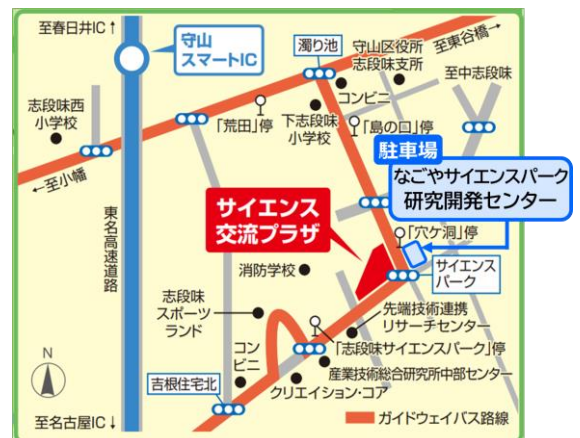 至春日井IC↑
守山
スマートIC
濁り池
守山区役所
志段味支所
至東谷橋→
至中志段味
コンビニ
志段味西
小学校
「荒田」停
下志段味
小学校
「島の口」停
←至小幡
駐車場
なごやサイエンスパーク
研究開発センター
サイエンス
交流プラザ
「穴ケ洞」停
東名高速道路
消防学校
サイエンス
パーク
志段味
スポーツ
ランド
先端技術連携
リサーチセンター
「志段味サイエンスパーク」停
N
コン
ビニ
産業技術総合研究所中部センター
吉根住宅北
クリエイション・コア
至名古屋IC↓
ガイドウェイバス路線